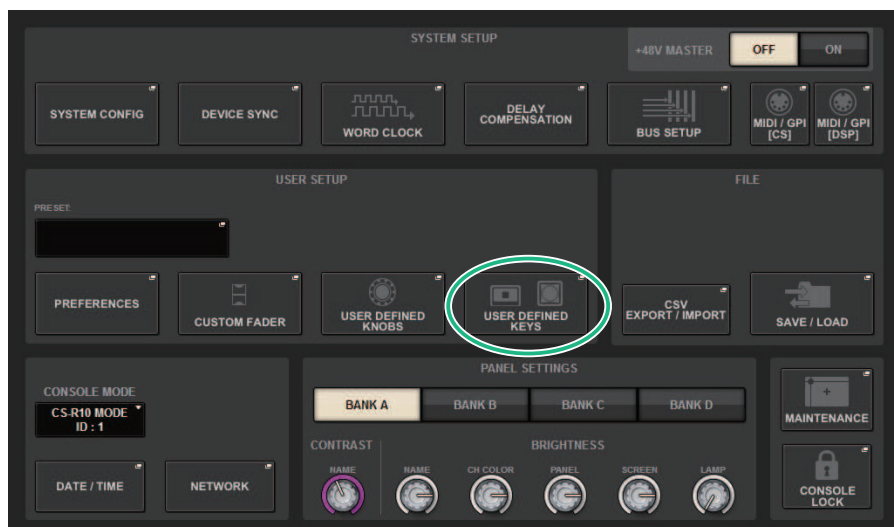 SYSTEM SETUP
+48V MASTER
OFF
ON
SYSTEM CONFIG
DEVICE SYNC
WORD CLOCK
DELAY
COMPENSATION
BUS SETUP
MIDI / GPI
[CS]
MIDI / GPI
[DSP]
USER SETUP
PRESET
PREFERENCES
CUSTOM FADER
USER DEFINED
KNOBS
USER DEFINED
KEYS
FILE
CSV
EXPORT / IMPORT
SAVE / LOAD
CONSOLE MODE
CS-R10 MODE
ID : 1
DATE / TIME
NETWORK
PANEL SETTINGS
BANK A
BANK B
BANK C
BANK D
CONTRAST
BRIGHTNESS
NAME
NAME
CH COLOR
PANEL
SCREEN
LAMP
MAINTENANCE
CONSOLE
LOCK